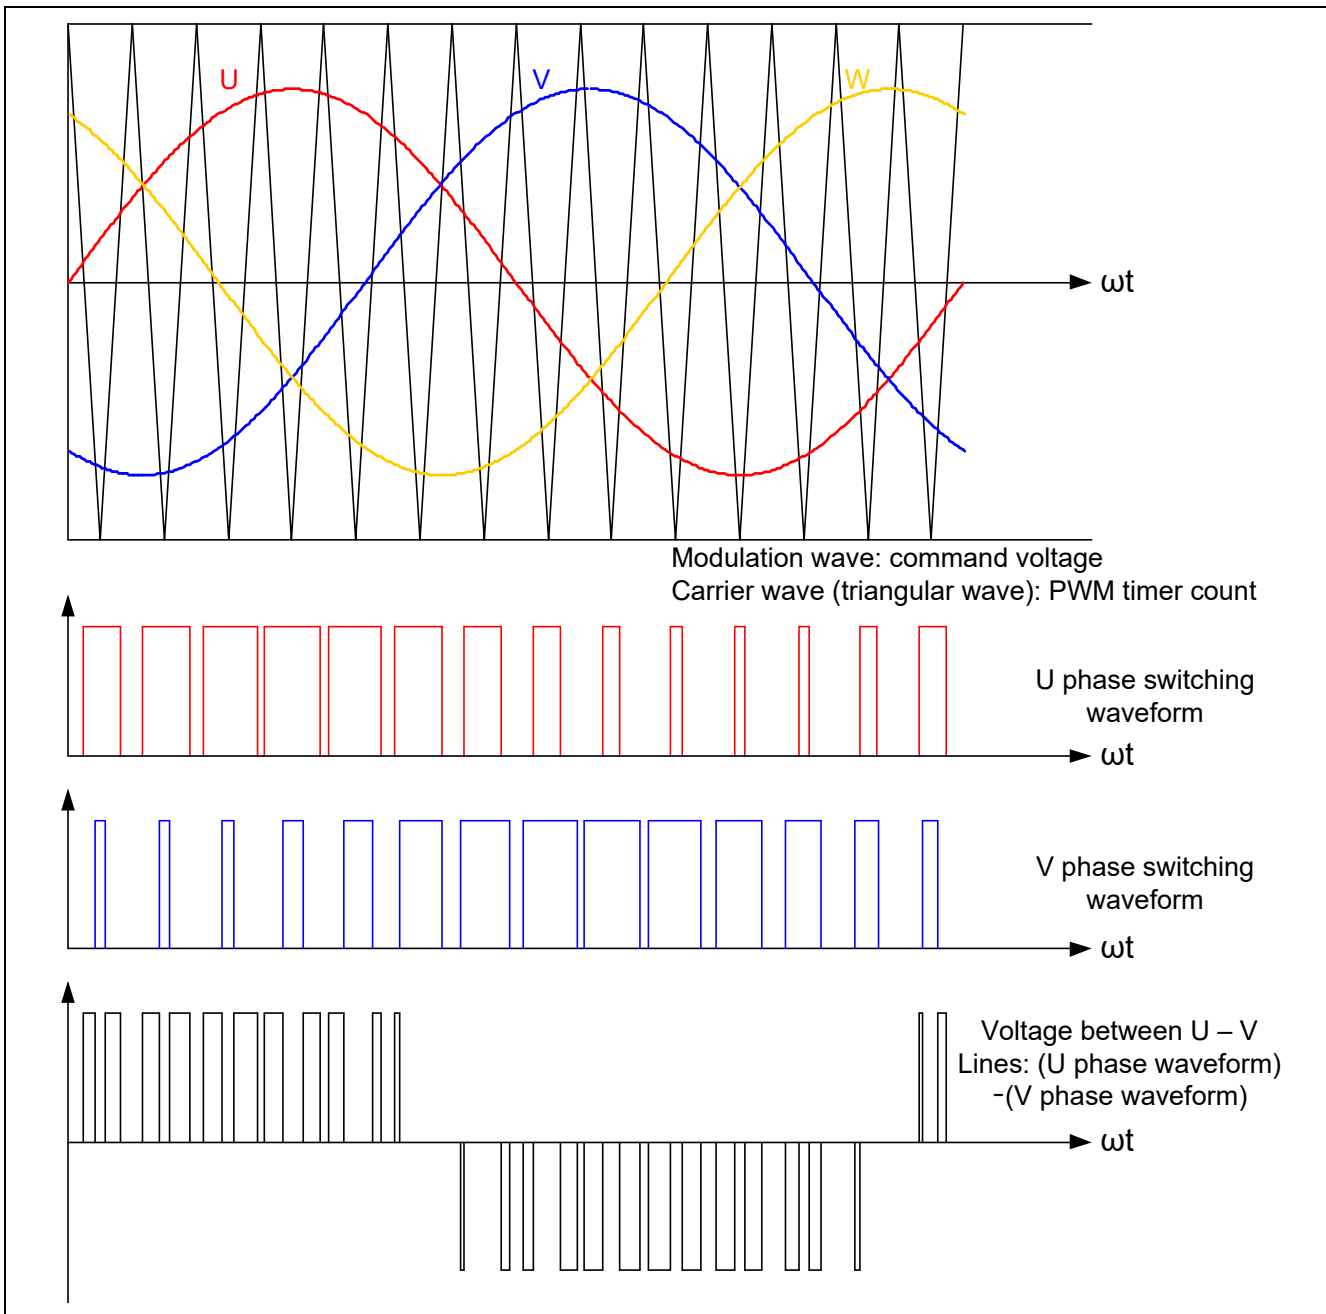 U
V
W
ωt
Modulation wave: command voltage
Carrier wave (triangular wave): PWM timer count
U phase switching
waveform
ωt
V phase switching
waveform
ωt
Voltage between U – V
Lines: (U phase waveform)
-(V phase waveform)
ωt